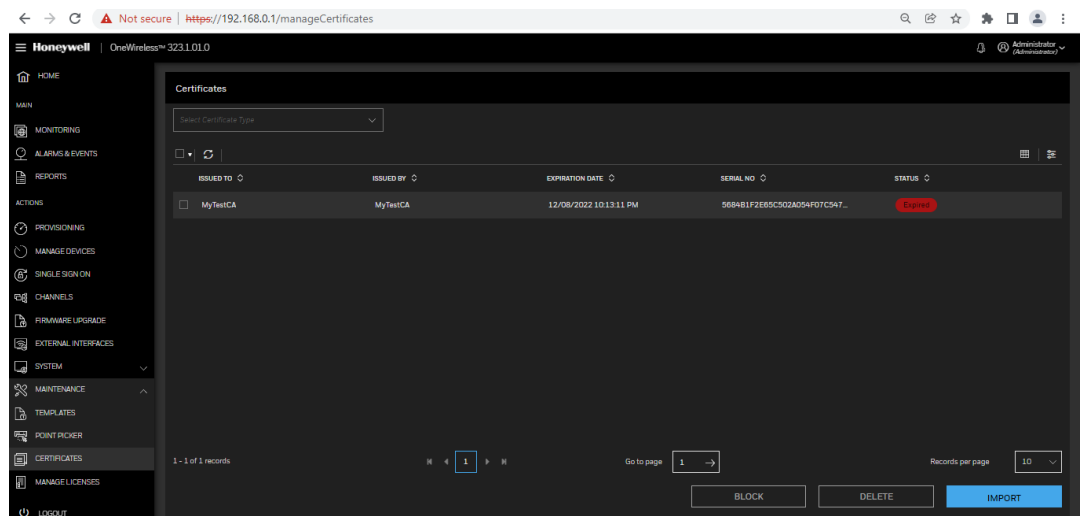 Not secure | https://192.168.0.1/manageCertificates
Honeywell | OneWireless™ 323.1.01.0
Administrator
(Administrator)
HOME
MAIN
MONITORING
ALARMS & EVENTS
REPORTS
ACTIONS
PROVISIONING
MANAGE DEVICES
SINGLE SIGN ON
CHANNELS
FIRMWARE UPGRADE
EXTERNAL INTERFACES
SYSTEM
MAINTENANCE
TEMPLATES
POINT PICKER
CERTIFICATES
MANAGE LICENSES
LOGOUT
Certificates
Select Certificate Type
ISSUED TO ISSUED BY EXPIRATION DATE SERIAL NO STATUS
MyTestCA MyTestCA 12/08/2022 10:13:11 PM 5684B1F2E65C502A054F07C547... Expired
1 - 1 of 1 records 1 Go to page 1 Records per page 10
BLOCK DELETE IMPORT